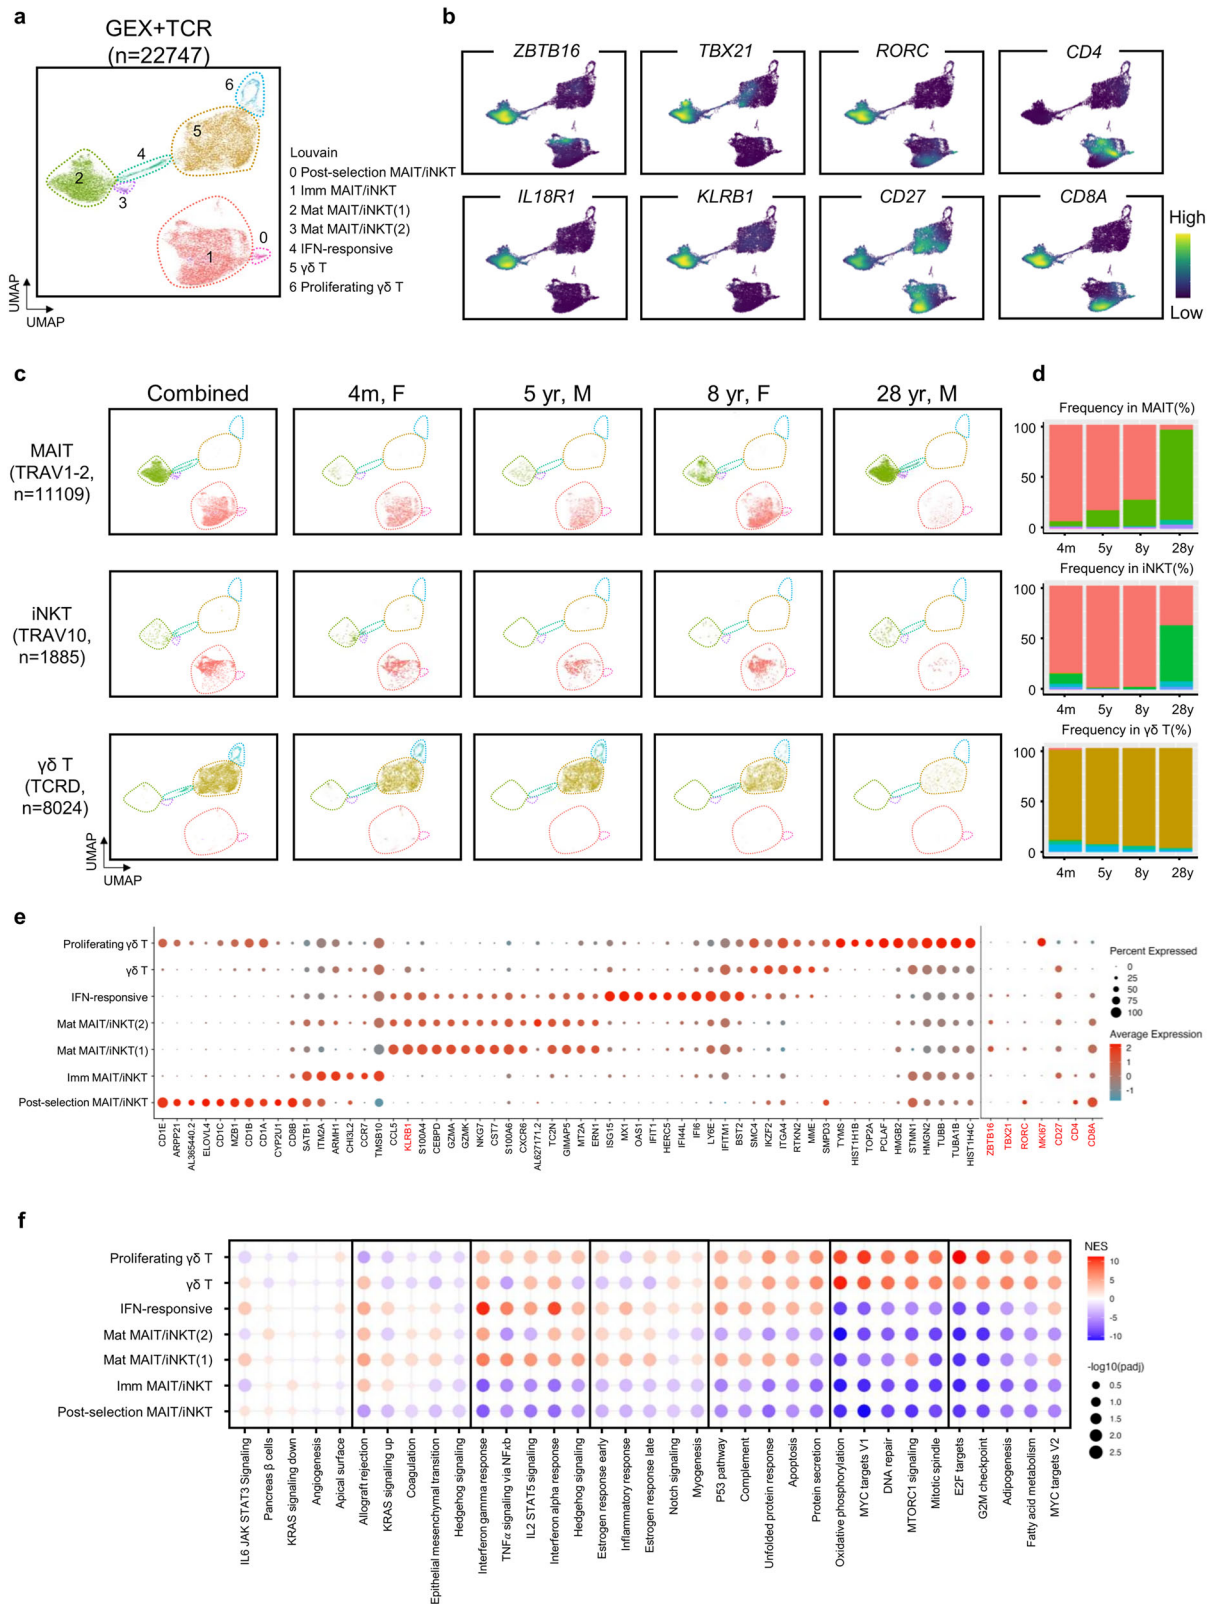 a
GEX+TCR
(n=22747)
6
5
4
2
3
0
1
Louvain
0 Post-selection MAIT/iNKT
1 Imm MAIT/iNKT
2 Mat MAIT/iNKT(1)
3 Mat MAIT/iNKT(2)
4 IFN-responsive
5 γδ T
6 Proliferating γδ T
UMAP
UMAP
b
ZBTB16 TBX21 RORC CD4
IL18R1 KLRB1 CD27 CD8A
High
Low
c
Combined 4m, F 5 yr, M 8 yr, F 28 yr, M
MAIT
(TRAV1-2,
n=11109)
iNKT
(TRAV10,
n=1885)
γδ T
(TCRD,
n=8024)
UMAP
UMAP
d
Frequency in MAIT(%)
100
50
0
4m 5y 8y 28y
Frequency in iNKT(%)
100
50
0
4m 5y 8y 28y
Frequency in γδ T(%)
100
50
0
4m 5y 8y 28y
e
Proliferating γδ T
γδ T
IFN-responsive
Mat MAIT/iNKT(2)
Mat MAIT/iNKT(1)
Imm MAIT/iNKT
Post-selection MAIT/iNKT
CD1E
ARPP21
AL365440.2
ELOVL4
CD1C
MZB1
CD1B
CD1A
CYP2U1
CD8B
SATB1
ITM2A
ARMH1
CHI3L2
CCR7
TMSB10
CCL5
KLRB1
S100A4
CEBPD
GZMA
GZMK
NKG7
CST7
S100A6
CXCR6
AL627171.2
TC2N
GIMAP5
MT2A
ERN1
ISG15
MX1
OAS1
IFIT1
HERC5
IFI44L
IFI6
LY6E
IFITM1
BST2
SMC4
IKZF2
ITGA4
RTKN2
MME
SMPD3
TYMS
HIST1H1B
TOP2A
PCLAF
HMGB2
STMN1
HMGN2
TUBB
TUBA1B
HIST1H4C
ZBTB16
TBX21
RORC
MKI67
CD27
CD4
CD8A
Percent Expressed
0
25
50
75
100
Average Expression
2
1
0
-1
f
Proliferating γδ T
γδ T
IFN-responsive
Mat MAIT/iNKT(2)
Mat MAIT/iNKT(1)
Imm MAIT/iNKT
Post-selection MAIT/iNKT
IL6 JAK STAT3 Signaling
Pancreas β cells
KRAS signaling down
Angiogenesis
Apical surface
Allograft rejection
KRAS signaling up
Coagulation
Epithelial mesenchymal transition
Hedgehog signaling
Interferon gamma response
TNFα signaling via NFκb
IL2 STAT5 signaling
Interferon alpha response
Hedgehog signaling
Estrogen response early
Inflammatory response
Estrogen response late
Notch signaling
Myogenesis
P53 pathway
Complement
Unfolded protein response
Apoptosis
Protein secretion
Oxidative phosphorylation
MYC targets V1
DNA repair
MTORC1 signaling
Mitotic spindle
E2F targets
G2M checkpoint
Adipogenesis
Fatty acid metabolism
MYC targets V2
NES
10
5
0
-5
-10
-log10(padj)
0.5
1.0
1.5
2.0
2.5